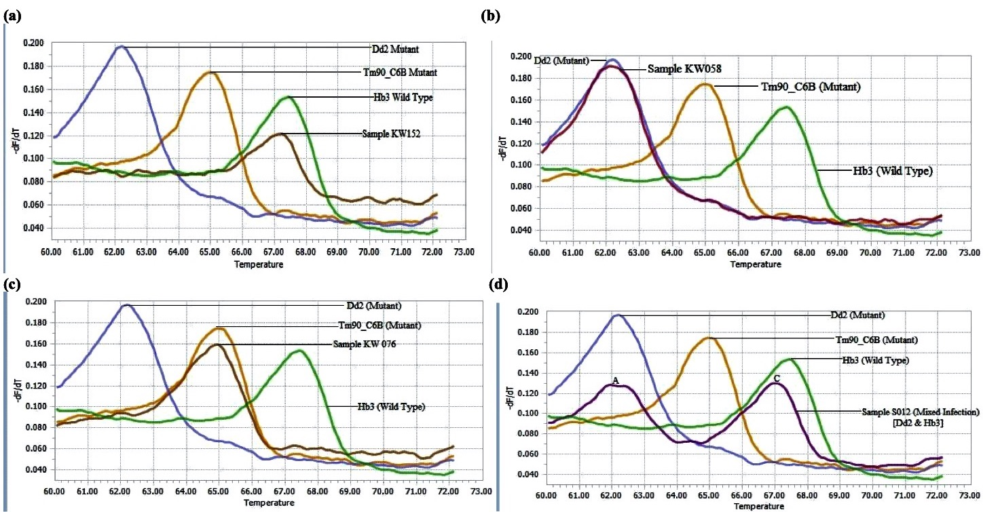 (a)
0.200
0.180
0.160
0.140
0.120
0.100
0.080
0.060
0.040
-dF/dT
Dd2 Mutant
Tm90_C6B Mutant
Hb3 Wild Type
Sample KW152
60.00 61.00 62.00 63.00 64.00 65.00 66.00 67.00 68.00 69.00 70.00 71.00 72.00 73.00
Temperature
(b)
0.200
0.180
0.160
0.140
0.120
0.100
0.080
0.060
0.040
-dF/dT
Dd2 (Mutant)
Sample KW058
Tm90_C6B (Mutant)
Hb3 (Wild Type)
60.00 61.00 62.00 63.00 64.00 65.00 66.00 67.00 68.00 69.00 70.00 71.00 72.00 73.00
Temperature
(c)
0.200
0.180
0.160
0.140
0.120
0.100
0.080
0.060
0.040
-dF/dT
Dd2 (Mutant)
Tm90_C6B (Mutant)
Sample KW 076
Hb3 (Wild Type)
60.00 61.00 62.00 63.00 64.00 65.00 66.00 67.00 68.00 69.00 70.00 71.00 72.00 73.00
Temperature
(d)
0.200
0.180
0.160
0.140
0.120
0.100
0.080
0.060
0.040
-dF/dT
Dd2 (Mutant)
Tm90_C6B (Mutant)
Hb3 (Wild Type)
A
C
Sample S012 (Mixed Infection)
[Dd2 & Hb3]
60.00 61.00 62.00 63.00 64.00 65.00 66.00 67.00 68.00 69.00 70.00 71.00 72.00 73.00
Temperature